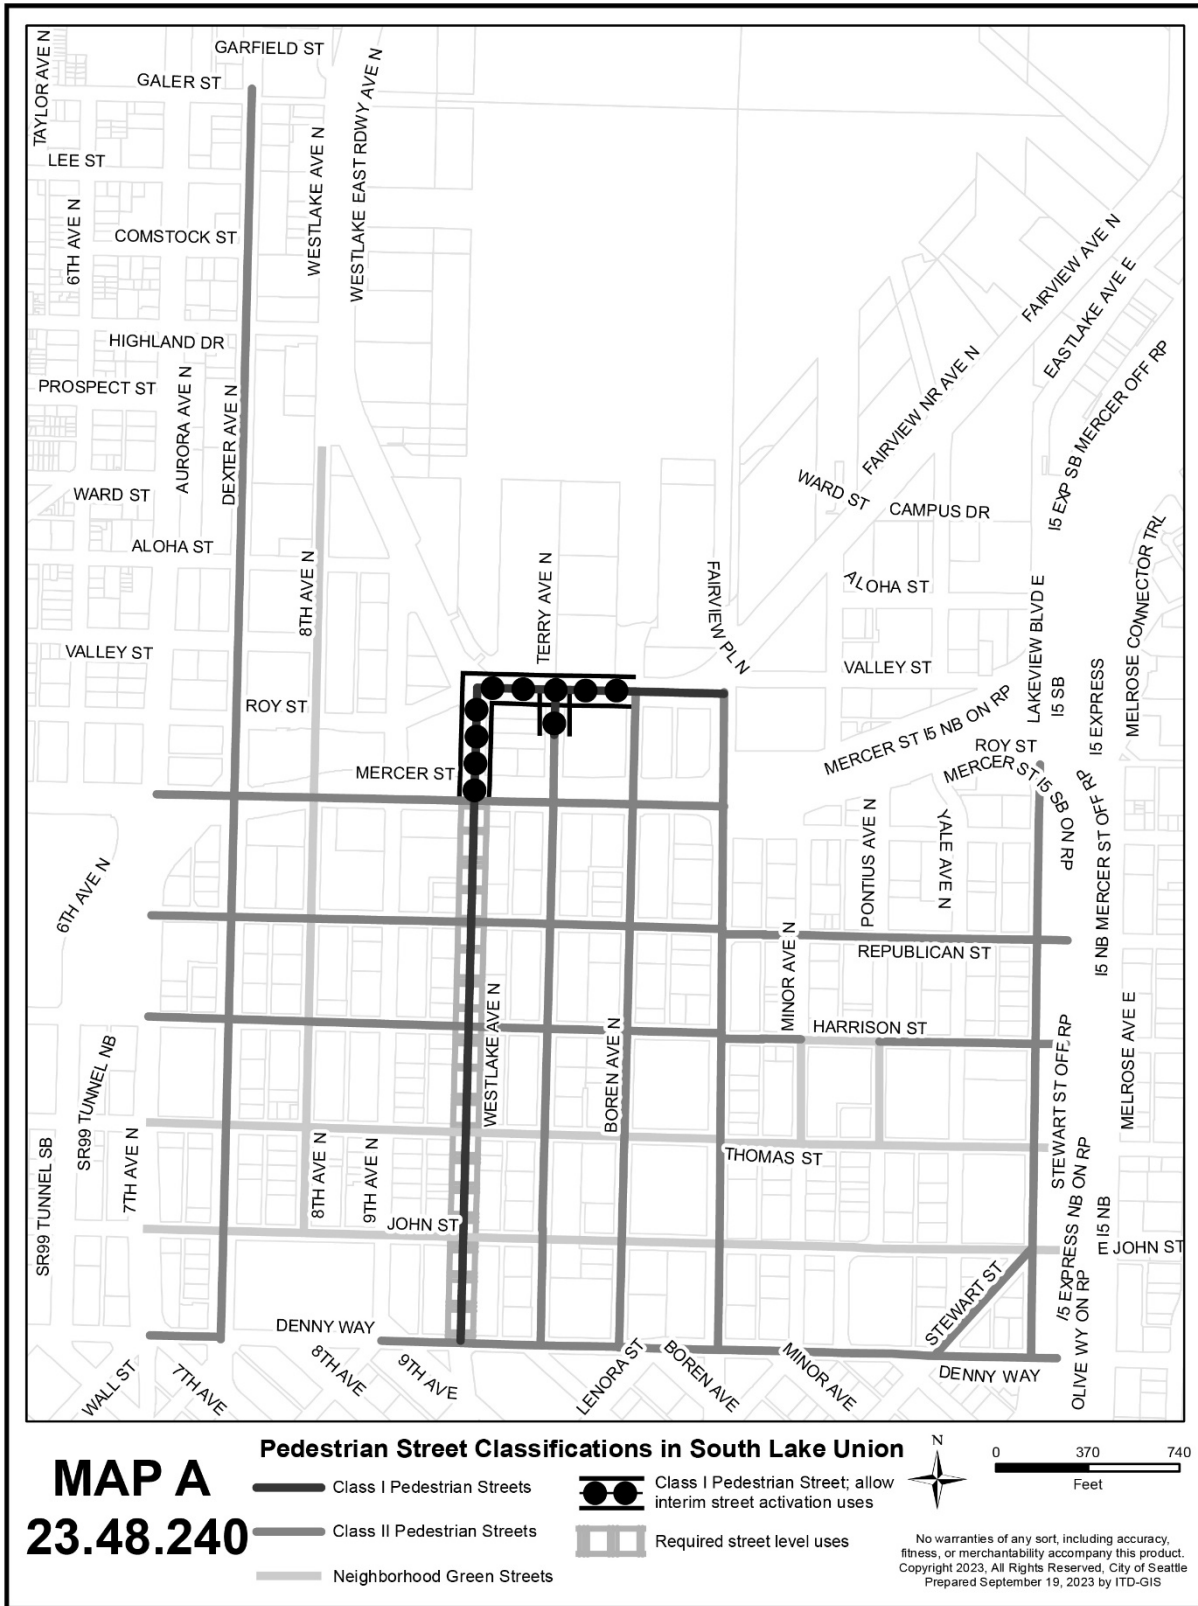 GARFIELD ST
GALER ST
TAYLOR AVE N
LEE ST
6TH AVE N
COMSTOCK ST
WESTLAKE AVE N
WESTLAKE EAST RDWY AVE N
HIGHLAND DR
PROSPECT ST
AURORA AVE N
DEXTER AVE N
WARD ST
ALOHA ST
8TH AVE N
VALLEY ST
ROY ST
TERRY AVE N
FAIRVIEW PL N
FAIRVIEW AVE N
EASTLAKE AVE E
FAIRVIEW NR AVE N
I5 EXP SB MERCER OFF RP
WARD ST
CAMPUS DR
MELROSE CONNECTOR TRL
ALOHA ST
LAKEVIEW BLVD E
VALLEY ST
I5 SB
I5 EXPRESS
MERCER ST I5 NB ON RP
ROY ST
MERCER ST I5 SB ON RP
MERCER ST
I5 NB MERCER ST OFF RP
PONTIUS AVE N
YALE AVE N
6TH AVE N
MINOR AVE N
REPUBLICAN ST
WESTLAKE AVE N
BOREN AVE N
HARRISON ST
SR99 TUNNEL NB
SR99 TUNNEL SB
7TH AVE N
8TH AVE N
9TH AVE N
STEWART ST OFF RP
MELROSE AVE E
THOMAS ST
JOHN ST
I5 EXPRESS NB ON RP
I5 NB
E JOHN ST
STEWART ST
OLIVE WY ON RP
DENNY WAY
WALL ST
7TH AVE
8TH AVE
9TH AVE
LENORA ST
BOREN AVE
MINOR AVE
DENNY WAY
Pedestrian Street Classifications in South Lake Union
MAP A
23.48.240
Class I Pedestrian Streets
Class II Pedestrian Streets
Neighborhood Green Streets
Class I Pedestrian Street; allow
interim street activation uses
Required street level uses
N
0 370 740
Feet
No warranties of any sort, including accuracy,
fitness, or merchantability accompany this product.
Copyright 2023, All Rights Reserved, City of Seattle
Prepared September 19, 2023 by ITD-GIS